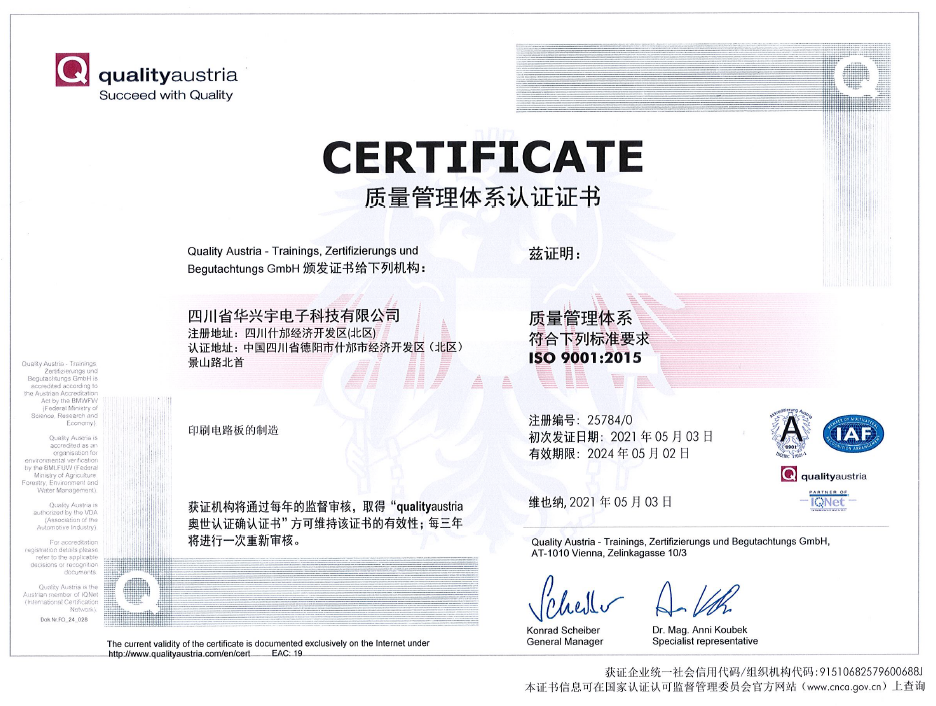 Q qualityaustria
Succeed with Quality
Q
CERTIFICATE
质量管理体系认证证书
Quality Austria - Trainings, Zertifizierungs und
Begutachtungs GmbH 颁发证书给下列机构：
兹证明：
四川省华兴宇电子科技有限公司
注册地址：四川什邡经济开发区(北区)
认证地址：中国四川省德阳市什邡市经济开发区（北区）
景山路北首
质量管理体系
符合下列标准要求
ISO 9001:2015
Quality Austria - Trainings,
Zertifizierungs und
Begutachtungs GmbH is
accredited according to
the Austrian Accreditation
Act by the BMWFW
(Federal Ministry of
Science, Research and
Economy).
Quality Austria is
accredited as an
organisation for
environmental verification
by the BMLFUW (Federal
Ministry of Agriculture,
Forestry, Environment and
Water Management).
Quality Austria is
authorized by the VDA
(Association of the
Automotive Industry).
For accreditation
registration details please
refer to the applicable
decisions or recognition
documents.
Quality Austria is the
Austrian member of IQNet
(International Certification
Network).
Dok.Nr.FO_24_028
印刷电路板的制造
注册编号：25784/0
初次发证日期：2021 年 05 月 03 日
有效期限：2024 年 05 月 02 日
A
IAF
Q qualityaustria
PARTNER OF
IQNet
获证机构将通过每年的监督审核，取得“qualityaustria
奥世认证确认证书”方可维持该证书的有效性；每三年
将进行一次重新审核。
维也纳, 2021 年 05 月 03 日
Quality Austria - Trainings, Zertifizierungs und Begutachtungs GmbH,
AT-1010 Vienna, Zelinkagasse 10/3
Q
Konrad Scheiber
General Manager
Dr. Mag. Anni Koubek
Specialist representative
The current validity of the certificate is documented exclusively on the Internet under
http://www.qualityaustria.com/en/cert EAC: 19
获证企业统一社会信用代码/组织机构代码：91510682579600688J
本证书信息可在国家认证认可监督管理委员会官方网站（www.cnca.gov.cn）上查询